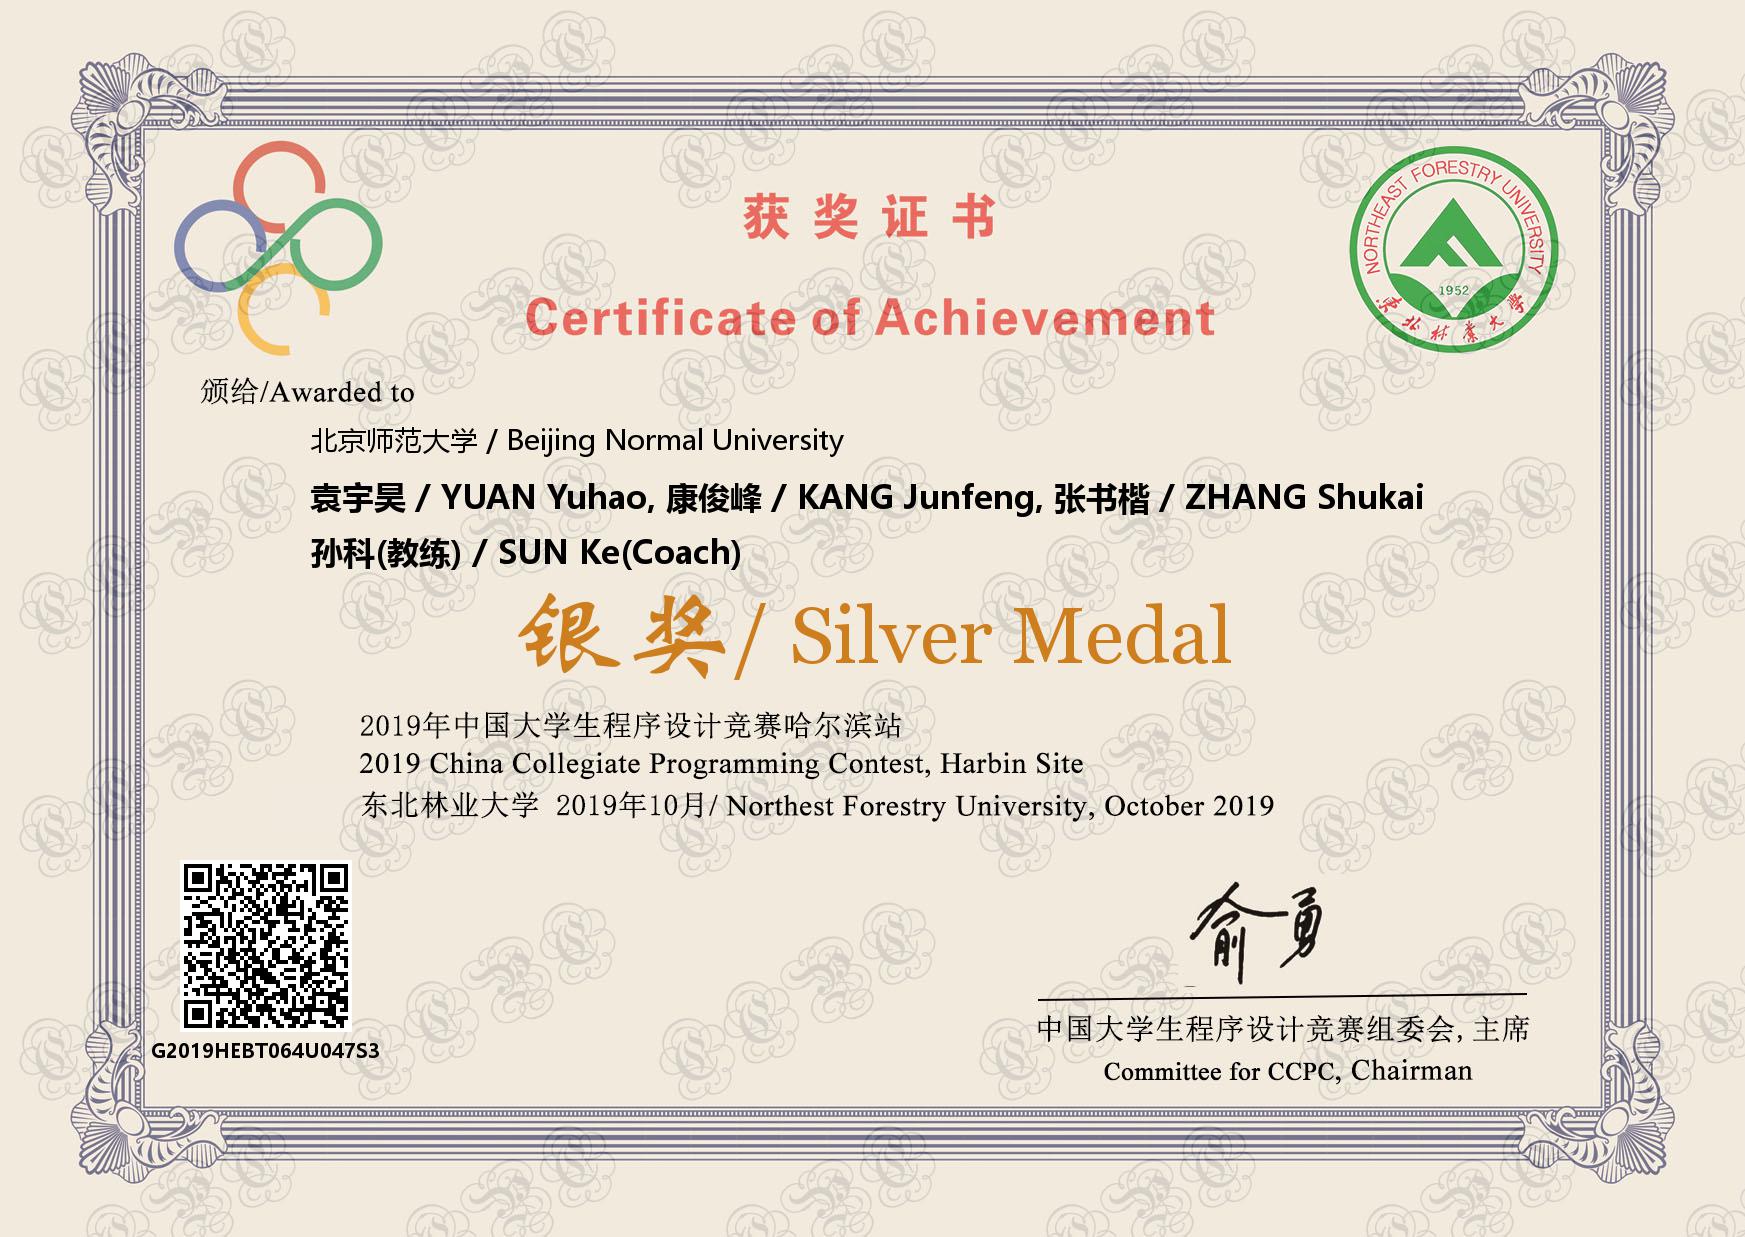 获奖证书
NORTHEAST FORESTRY UNIVERSITY
1952
东北林业大学
Certificate of Achievement
颁给/Awarded to
北京师范大学 / Beijing Normal University
袁宇昊 / YUAN Yuhao, 康俊峰 / KANG Junfeng, 张书楷 / ZHANG Shukai
孙科(教练) / SUN Ke(Coach)
银奖/ Silver Medal
2019年中国大学生程序设计竞赛哈尔滨站
2019 China Collegiate Programming Contest, Harbin Site
东北林业大学 2019年10月/ Northest Forestry University, October 2019
俞勇
G2019HEBT064U047S3
中国大学生程序设计竞赛组委会, 主席
Committee for CCPC, Chairman